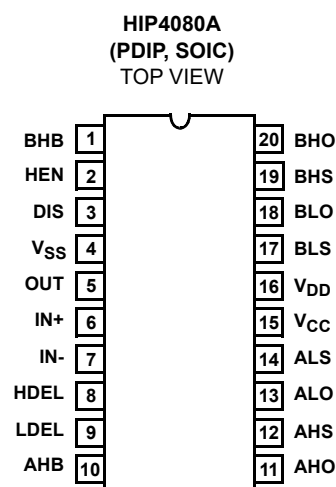 HIP4080A
(PDIP, SOIC)
TOP VIEW
BHB 1 20 BHO
HEN 2 19 BHS
DIS 3 18 BLO
VSS 4 17 BLS
OUT 5 16 VDD
IN+ 6 15 VCC
IN- 7 14 ALS
HDEL 8 13 ALO
LDEL 9 12 AHS
AHB 10 11 AHO